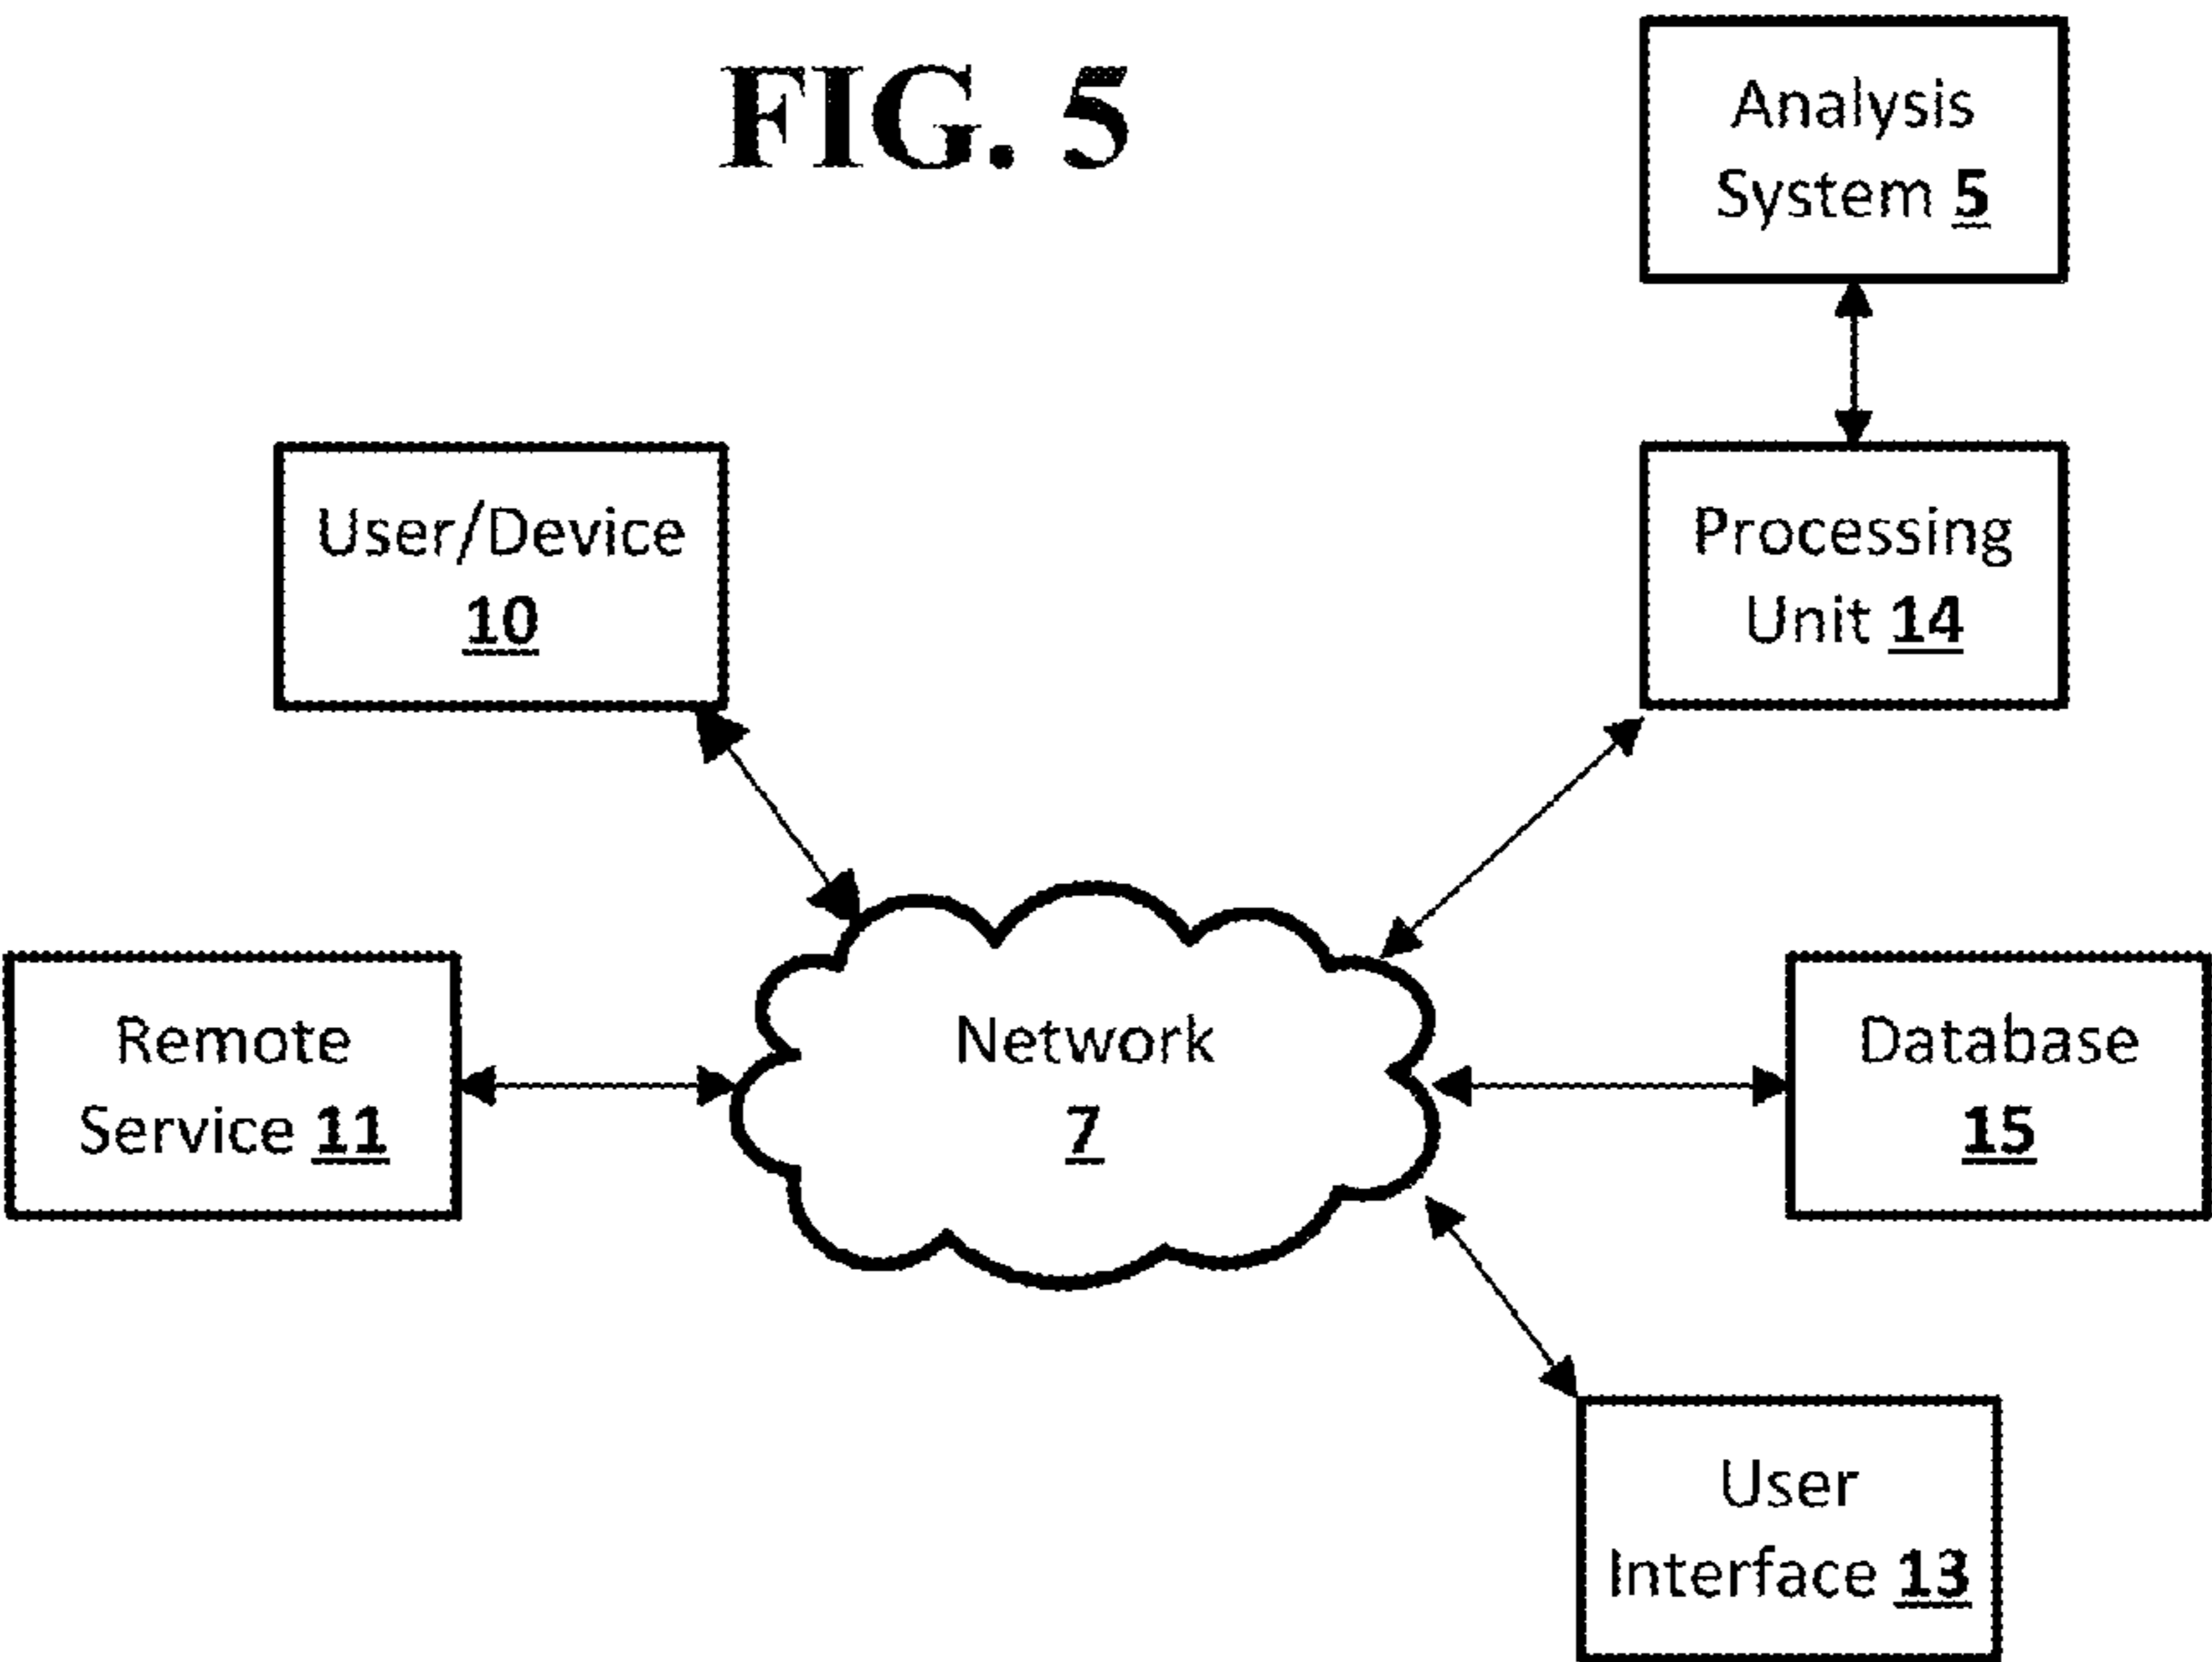 FIG. 5
Analysis
System 5
User/Device
10
Processing
Unit 14
Remote
Service 11
Network
7
Database
15
User
Interface 13